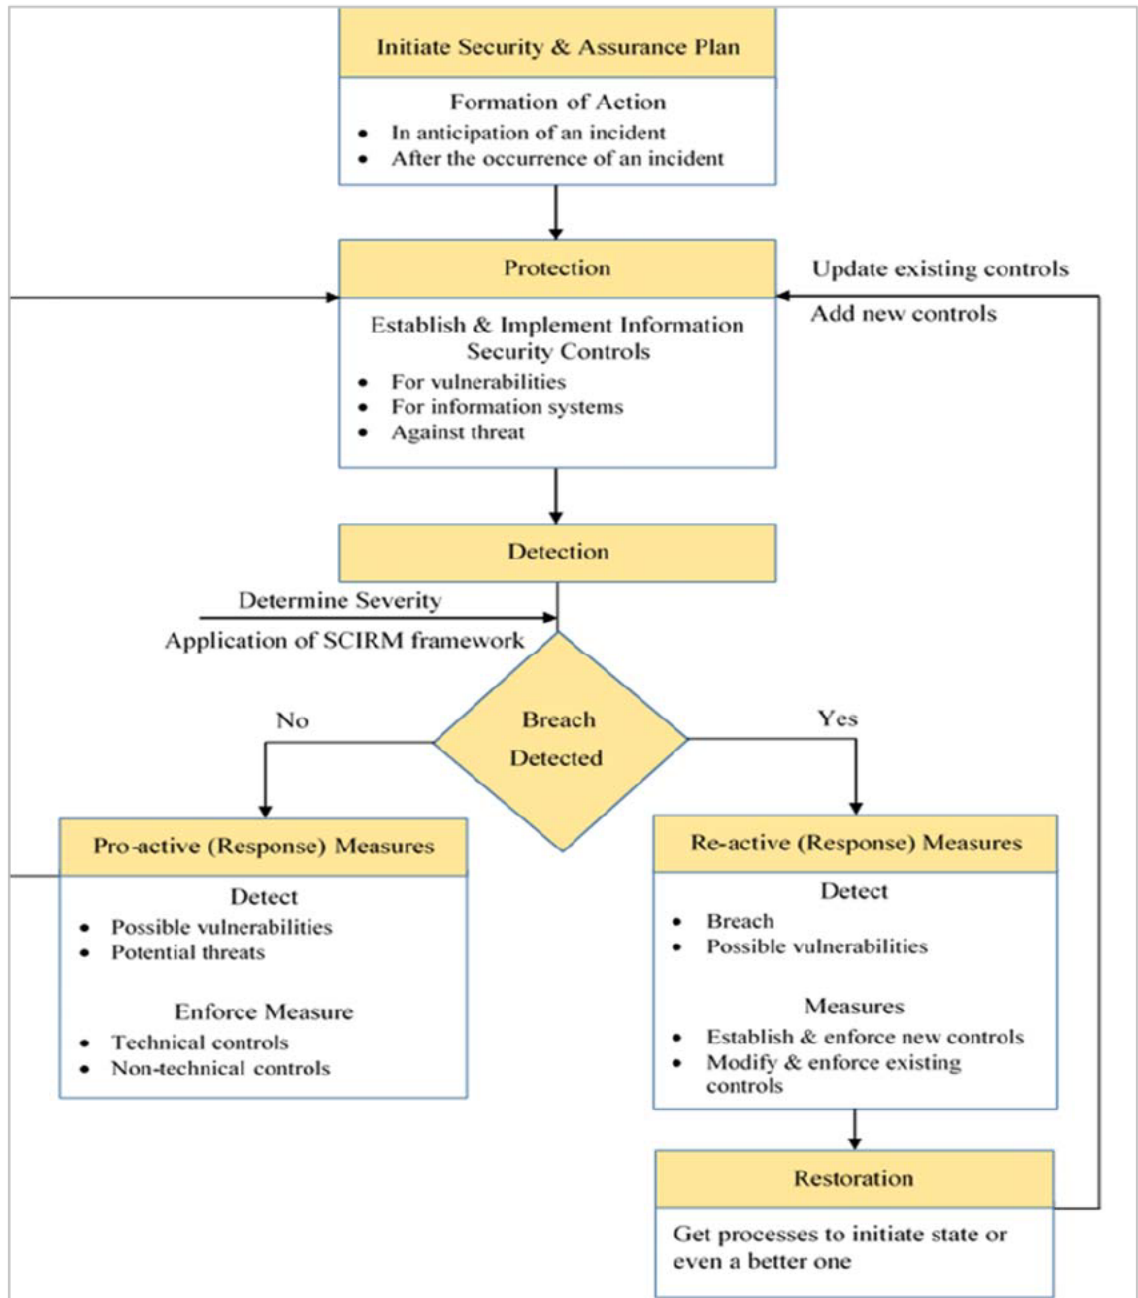 Initiate Security & Assurance Plan
Formation of Action
• In anticipation of an incident
• After the occurrence of an incident
Protection
Update existing controls
Add new controls
Establish & Implement Information
Security Controls
• For vulnerabilities
• For information systems
• Against threat
Detection
Determine Severity
Application of SCIRM framework
No
Breach
Detected
Yes
Pro-active (Response) Measures
Detect
• Possible vulnerabilities
• Potential threats
Enforce Measure
• Technical controls
• Non-technical controls
Re-active (Response) Measures
Detect
• Breach
• Possible vulnerabilities
Measures
• Establish & enforce new controls
• Modify & enforce existing
controls
Restoration
Get processes to initiate state or
even a better one